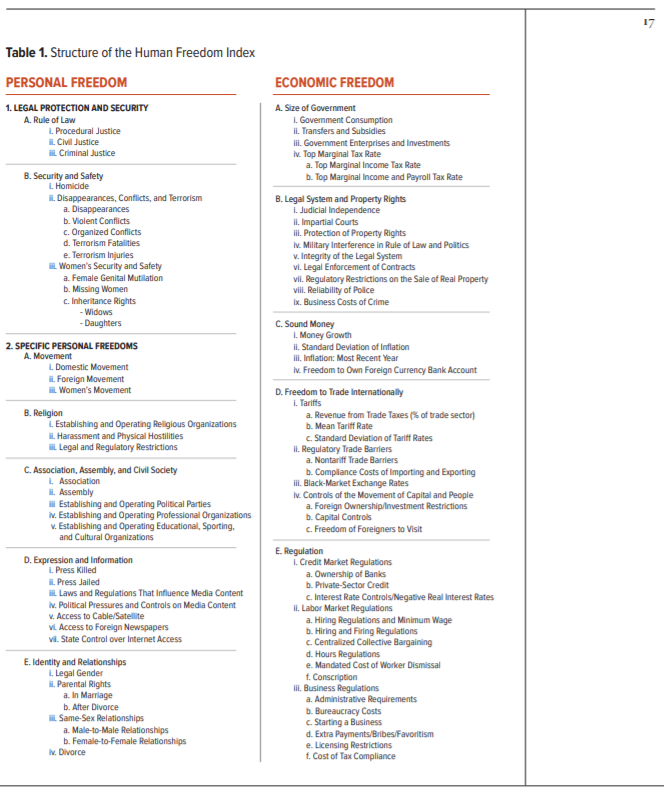 17
Table 1. Structure of the Human Freedom Index
PERSONAL FREEDOM
1. LEGAL PROTECTION AND SECURITY
A. Rule of Law
i. Procedural Justice
ii. Civil Justice
iii. Criminal Justice
B. Security and Safety
i. Homicide
ii. Disappearances, Conflicts, and Terrorism
a. Disappearances
b. Violent Conflicts
c. Organized Conflicts
d. Terrorism Fatalities
e. Terrorism Injuries
iii. Women's Security and Safety
a. Female Genital Mutilation
b. Missing Women
c. Inheritance Rights
- Widows
- Daughters
2. SPECIFIC PERSONAL FREEDOMS
A. Movement
i. Domestic Movement
ii. Foreign Movement
iii. Women's Movement
B. Religion
i. Establishing and Operating Religious Organizations
ii. Harassment and Physical Hostilities
iii. Legal and Regulatory Restrictions
C. Association, Assembly, and Civil Society
i. Association
ii. Assembly
iii Establishing and Operating Political Parties
iv. Establishing and Operating Professional Organizations
v. Establishing and Operating Educational, Sporting,
and Cultural Organizations
D. Expression and Information
i. Press Killed
ii. Press Jailed
iii. Laws and Regulations That Influence Media Content
iv. Political Pressures and Controls on Media Content
v. Access to Cable/Satellite
vi. Access to Foreign Newspapers
vii. State Control over Internet Access
E. Identity and Relationships
i. Legal Gender
ii. Parental Rights
a. In Marriage
b. After Divorce
iii. Same-Sex Relationships
a. Male-to-Male Relationships
b. Female-to-Female Relationships
iv. Divorce
ECONOMIC FREEDOM
A. Size of Government
i. Government Consumption
ii. Transfers and Subsidies
iii. Government Enterprises and Investments
iv. Top Marginal Tax Rate
a. Top Marginal Income Tax Rate
b. Top Marginal Income and Payroll Tax Rate
B. Legal System and Property Rights
i. Judicial Independence
ii. Impartial Courts
iii. Protection of Property Rights
iv. Military Interference in Rule of Law and Politics
v. Integrity of the Legal System
vi. Legal Enforcement of Contracts
vii. Regulatory Restrictions on the Sale of Real Property
viii. Reliability of Police
ix. Business Costs of Crime
C. Sound Money
i. Money Growth
ii. Standard Deviation of Inflation
iii. Inflation: Most Recent Year
iv. Freedom to Own Foreign Currency Bank Account
D. Freedom to Trade Internationally
i. Tariffs
a. Revenue from Trade Taxes (% of trade sector)
b. Mean Tariff Rate
c. Standard Deviation of Tariff Rates
ii. Regulatory Trade Barriers
a. Nontariff Trade Barriers
b. Compliance Costs of Importing and Exporting
iii. Black-Market Exchange Rates
iv. Controls of the Movement of Capital and People
a. Foreign Ownership/Investment Restrictions
b. Capital Controls
c. Freedom of Foreigners to Visit
E. Regulation
i. Credit Market Regulations
a. Ownership of Banks
b. Private-Sector Credit
c. Interest Rate Controls/Negative Real Interest Rates
ii. Labor Market Regulations
a. Hiring Regulations and Minimum Wage
b. Hiring and Firing Regulations
c. Centralized Collective Bargaining
d. Hours Regulations
e. Mandated Cost of Worker Dismissal
f. Conscription
iii. Business Regulations
a. Administrative Requirements
b. Bureaucracy Costs
c. Starting a Business
d. Extra Payments/Bribes/Favoritism
e. Licensing Restrictions
f. Cost of Tax Compliance